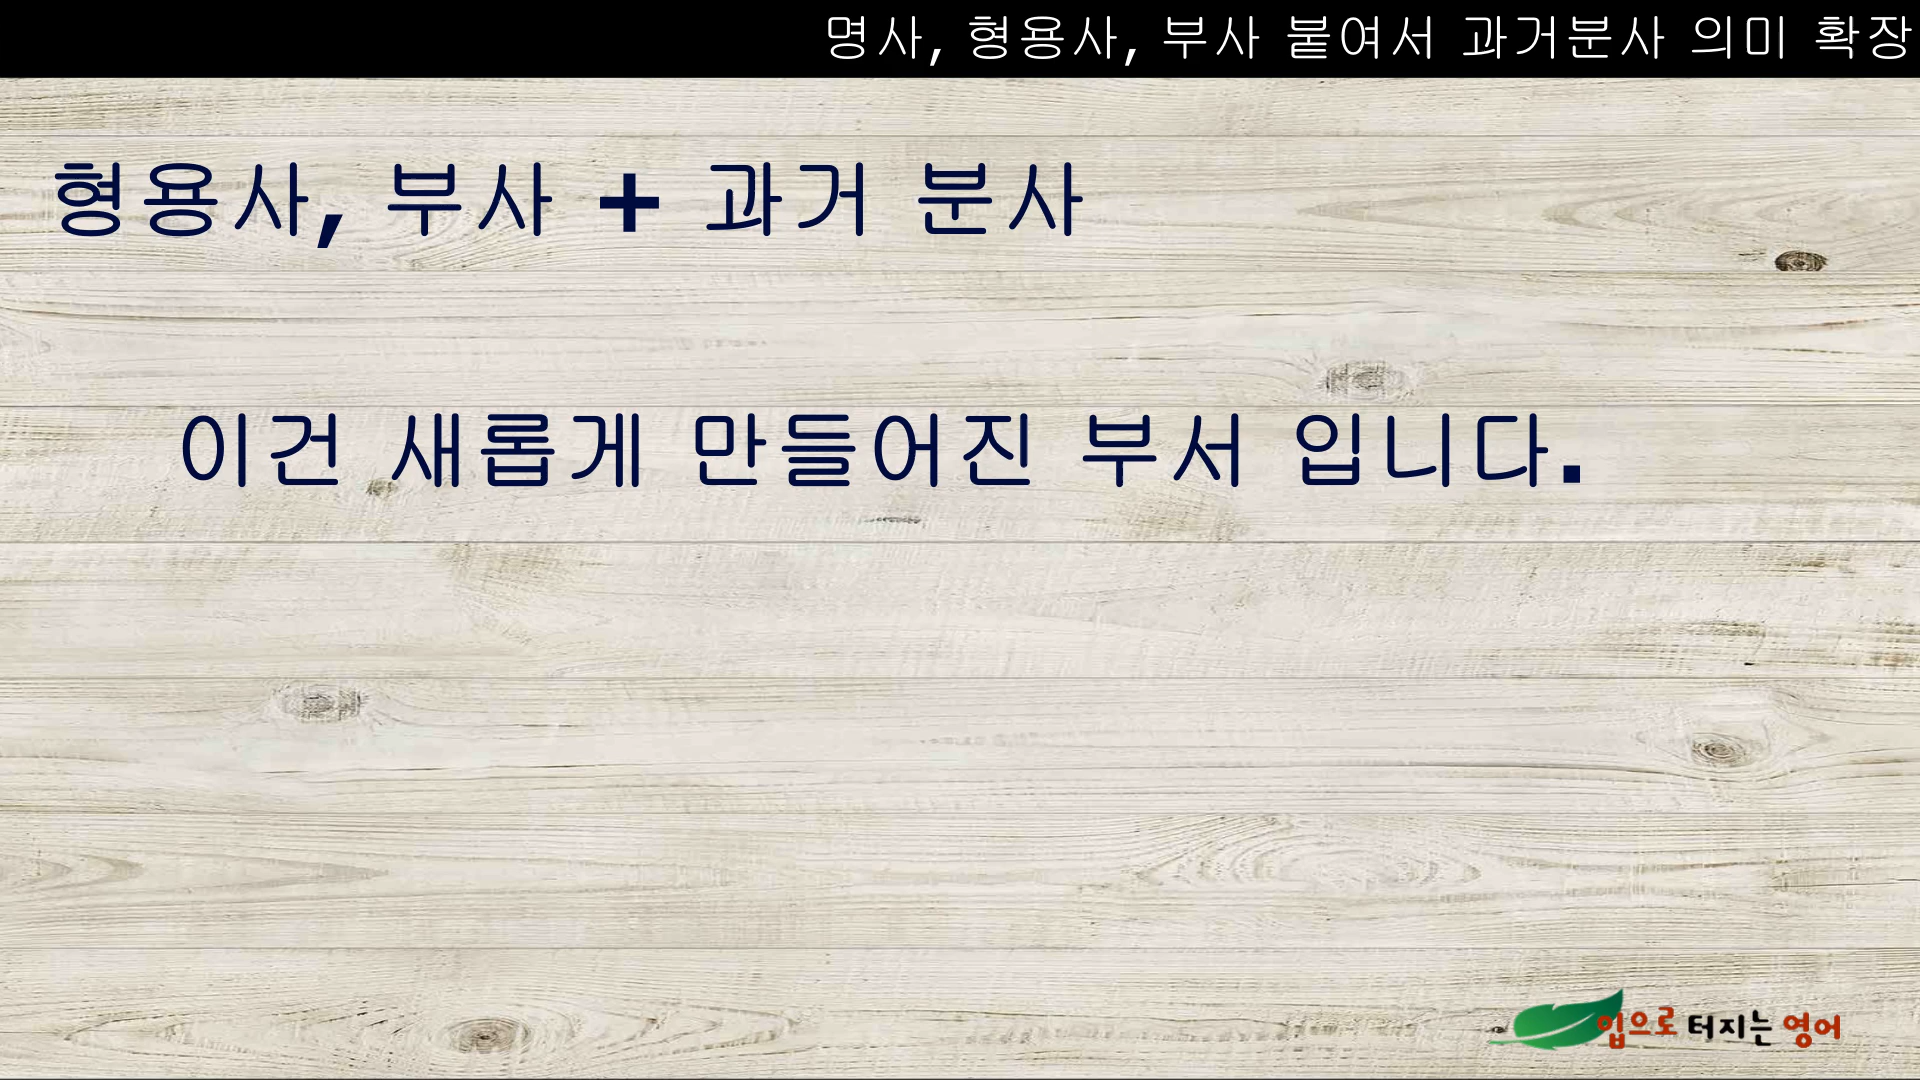 명사, 형용사, 부사 붙여서 과거분사 의미 확장
형용사, 부사 + 과거 분사
이건 새롭게 만들어진 부서 입니다.
입으로 터지는 영어